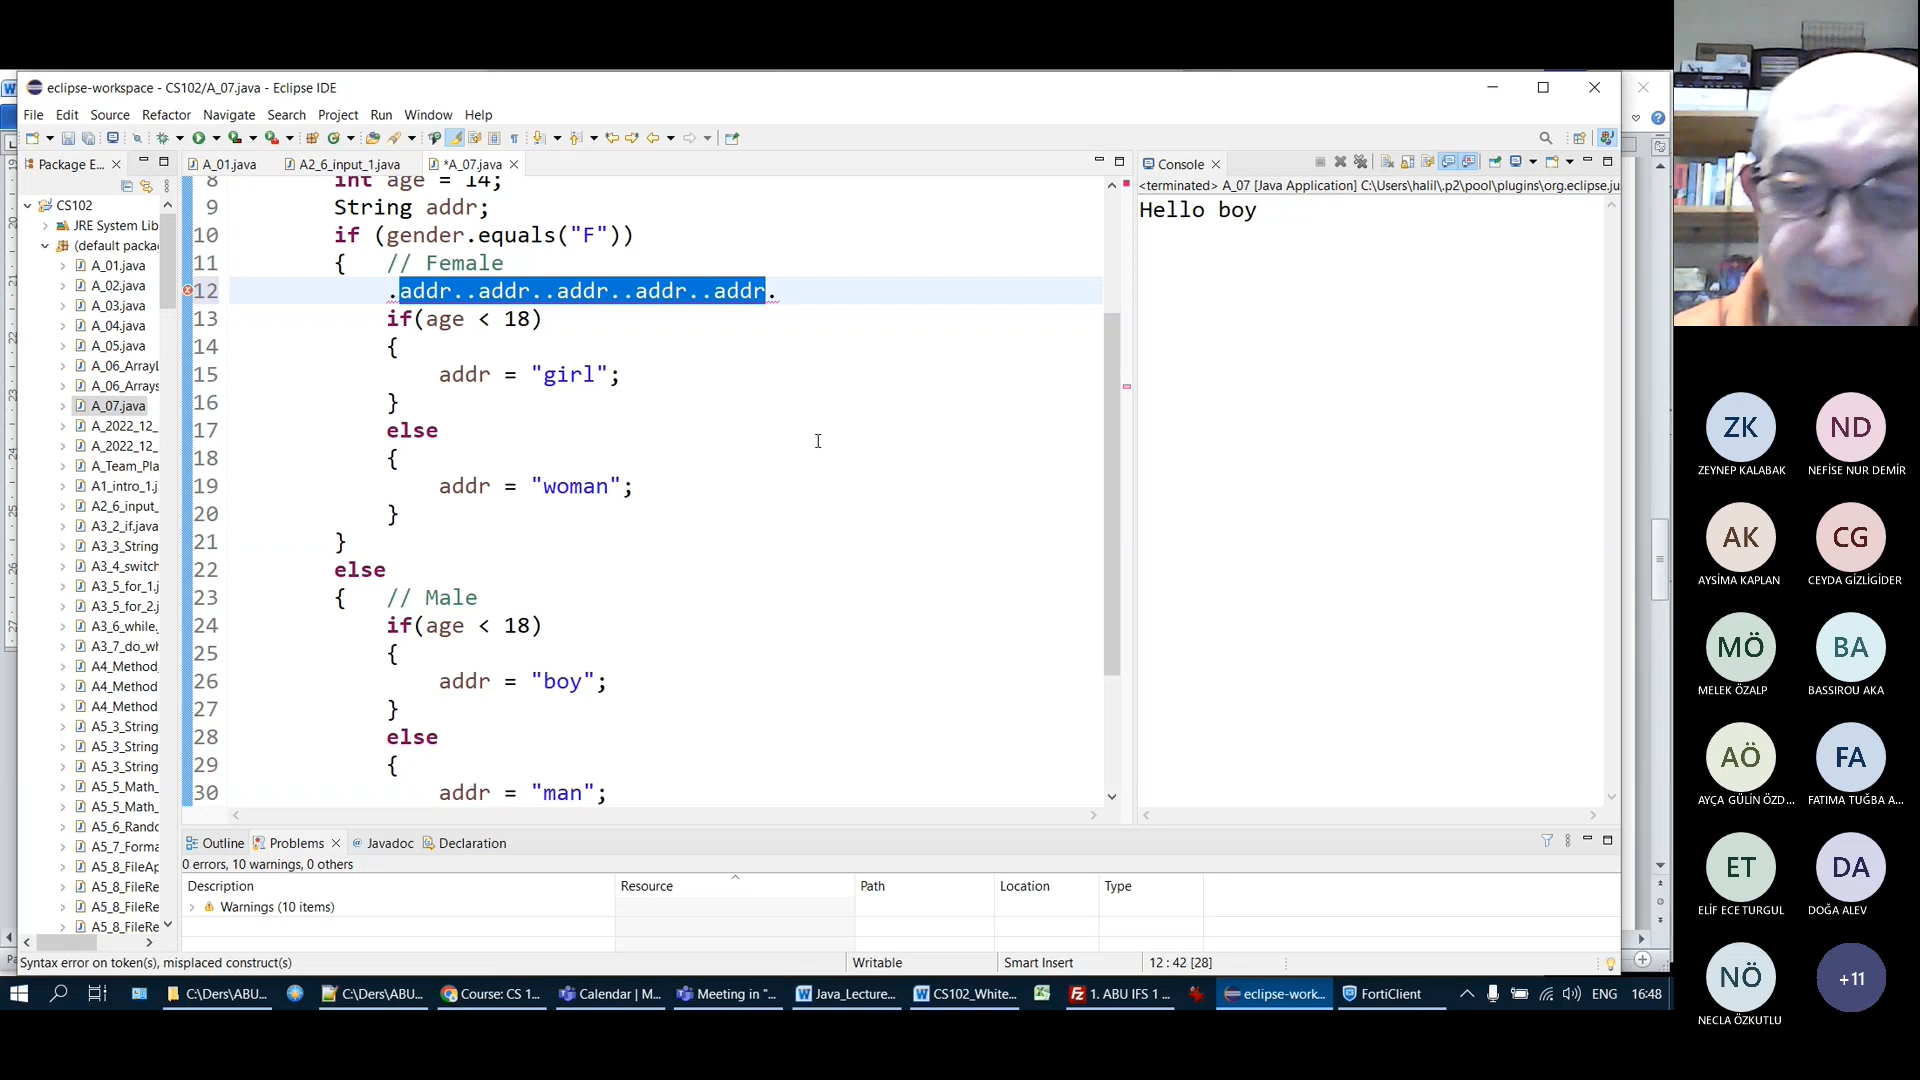 eclipse-workspace - CS102/A_07.java - Eclipse IDE
File Edit Source Refactor Navigate Search Project Run Window Help
Package E...
A_01.java
A2_6_input_1.java
*A_07.java
Console
<terminated> A_07 [Java Application] C:\Users\halil\.p2\pool\plugins\org.eclipse.ju
Hello boy
CS102
JRE System Lib
(default packa
A_01.java
A_02.java
A_03.java
A_04.java
A_05.java
A_06_ArrayL
A_06_Arrays
A_07.java
A_2022_12_
A_2022_12_
A_Team_Pla
A1_intro_1.j
A2_6_input_
A3_2_if.java
A3_3_String
A3_4_switch
A3_5_for_1.j
A3_5_for_2.j
A3_6_while.
A3_7_do_wh
A4_Method_
A4_Method
A4_Method
A5_3_String
A5_3_String
A5_3_String
A5_5_Math_
A5_5_Math_
A5_6_Rando
A5_7_Forma
A5_8_FileAp
A5_8_FileRe
A5_8_FileRe
A5_8_FileRe
8 int age = 14;
9 String addr;
10 if (gender.equals("F"))
11 { // Female
12 .addr..addr..addr..addr..addr.
13 if(age < 18)
14 {
15 addr = "girl";
16 }
17 else
18 {
19 addr = "woman";
20 }
21 }
22 else
23 { // Male
24 if(age < 18)
25 {
26 addr = "boy";
27 }
28 else
29 {
30 addr = "man";
Outline Problems Javadoc Declaration
0 errors, 10 warnings, 0 others
Description Resource Path Location Type
Warnings (10 items)
Syntax error on token(s), misplaced construct(s)
Writable
Smart Insert
12 : 42 [28]
C:\Ders\ABU...
C:\Ders\ABU...
Course: CS 1...
Calendar | M...
Meeting in "...
Java_Lecture...
CS102_White...
1. ABU IFS 1 ...
eclipse-work...
FortiClient
ENG
16:48
ZK
ZEYNEP KALABAK
ND
NEFİSE NUR DEMİR
AK
AYSİMA KAPLAN
CG
CEYDA GİZLİGİDER
MÖ
MELEK ÖZALP
BA
BASSIROU AKA
AÖ
AYÇA GÜLİN ÖZD...
FA
FATIMA TUĞBA A...
ET
ELİF ECE TURGUL
DA
DOĞA ALEV
NÖ
NECLA ÖZKUTLU
+11